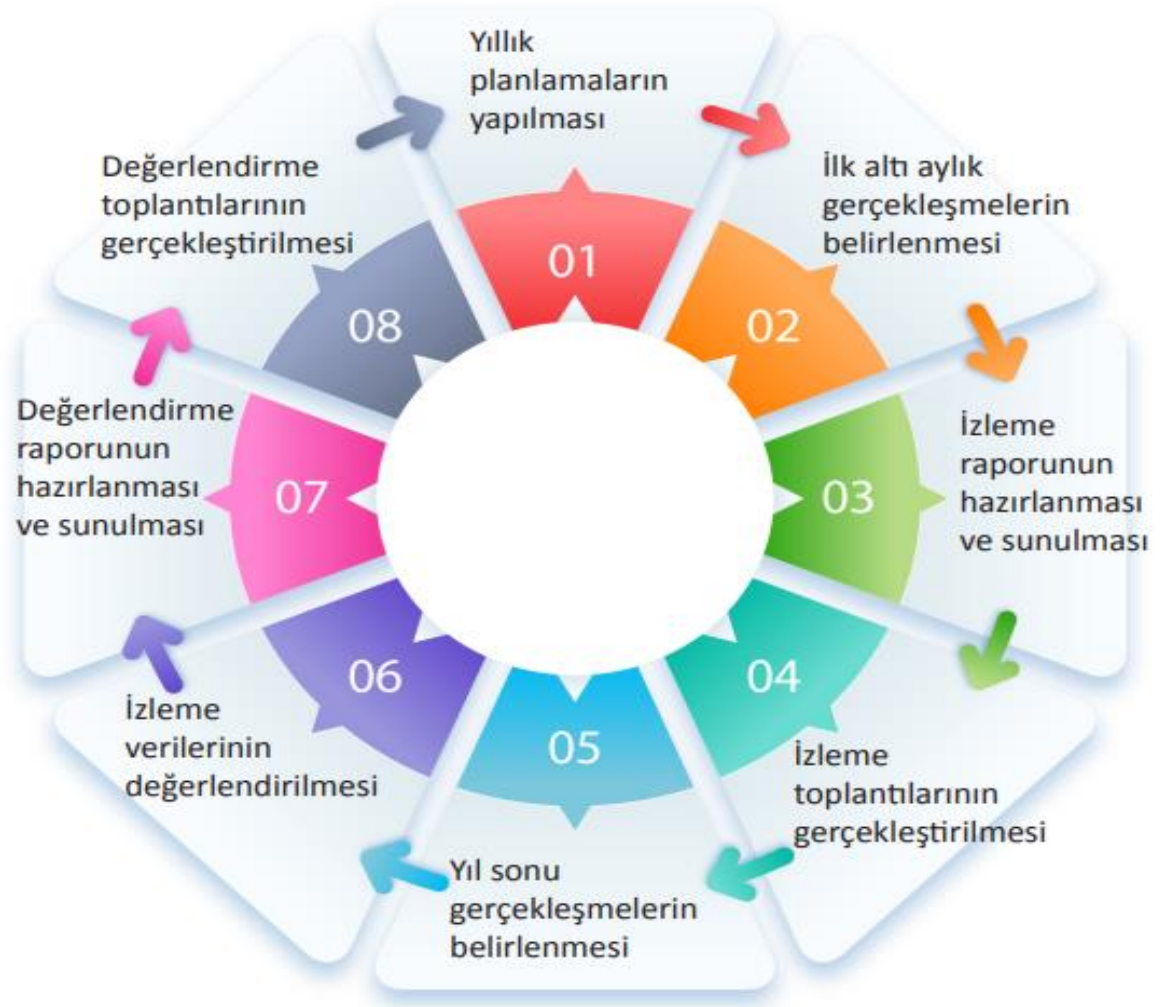 Yıllık
planlamaların
yapılması
01
İlk altı aylık
gerçekleşmelerin
belirlenmesi
02
İzleme
raporunun
hazırlanması
ve sunulması
03
İzleme
toplantılarının
gerçekleştirilmesi
04
Yıl sonu
gerçekleşmelerin
belirlenmesi
05
İzleme
verilerinin
değerlendirilmesi
06
Değerlendirme
raporunun
hazırlanması
ve sunulması
07
Değerlendirme
toplantılarının
gerçekleştirilmesi
08